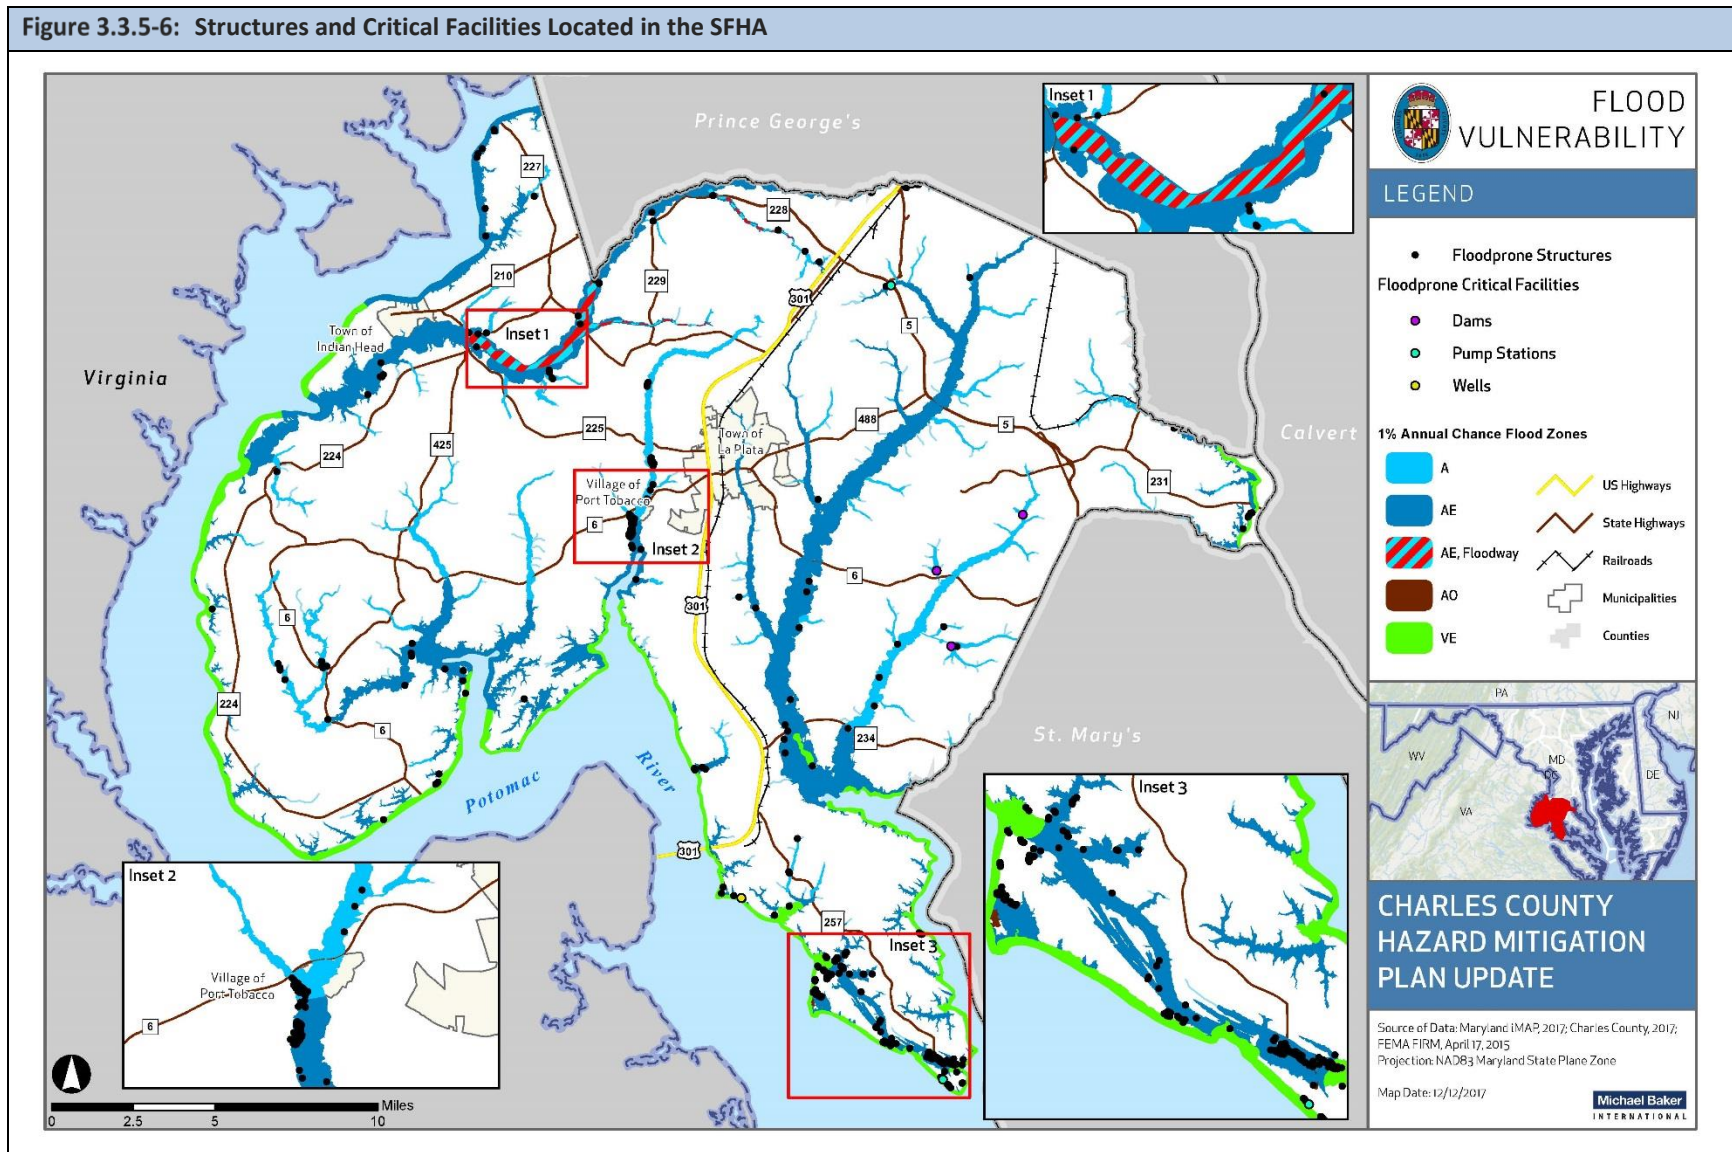 Figure 3.3.5-6: Structures and Critical Facilities Located in the SFHA
Prince George's
Inset 1
227
228
210
229
301
Inset 1
5
Town of
Indian Head
Virginia
488
Town of
La Plata
5
225
Calvert
224
425
231
Village of
Port Tobacco
6
Inset 2
6
301
6
224
6
234
St. Mary's
Potomac
River
Inset 3
301
257
Inset 3
Inset 2
Village of
Port Tobacco
6
Miles
0 2.5 5 10
FLOOD
VULNERABILITY
LEGEND
Floodprone Structures
Floodprone Critical Facilities
Dams
Pump Stations
Wells
1% Annual Chance Flood Zones
A
AE
AE, Floodway
AO
VE
US Highways
State Highways
Railroads
Municipalities
Counties
PA
NJ
WV
MD
DC
DE
VA
CHARLES COUNTY
HAZARD MITIGATION
PLAN UPDATE
Source of Data: Maryland iMAP, 2017; Charles County, 2017;
FEMA FIRM, April 17, 2015
Projection: NAD83 Maryland State Plane Zone
Map Date: 12/12/2017
Michael Baker
INTERNATIONAL